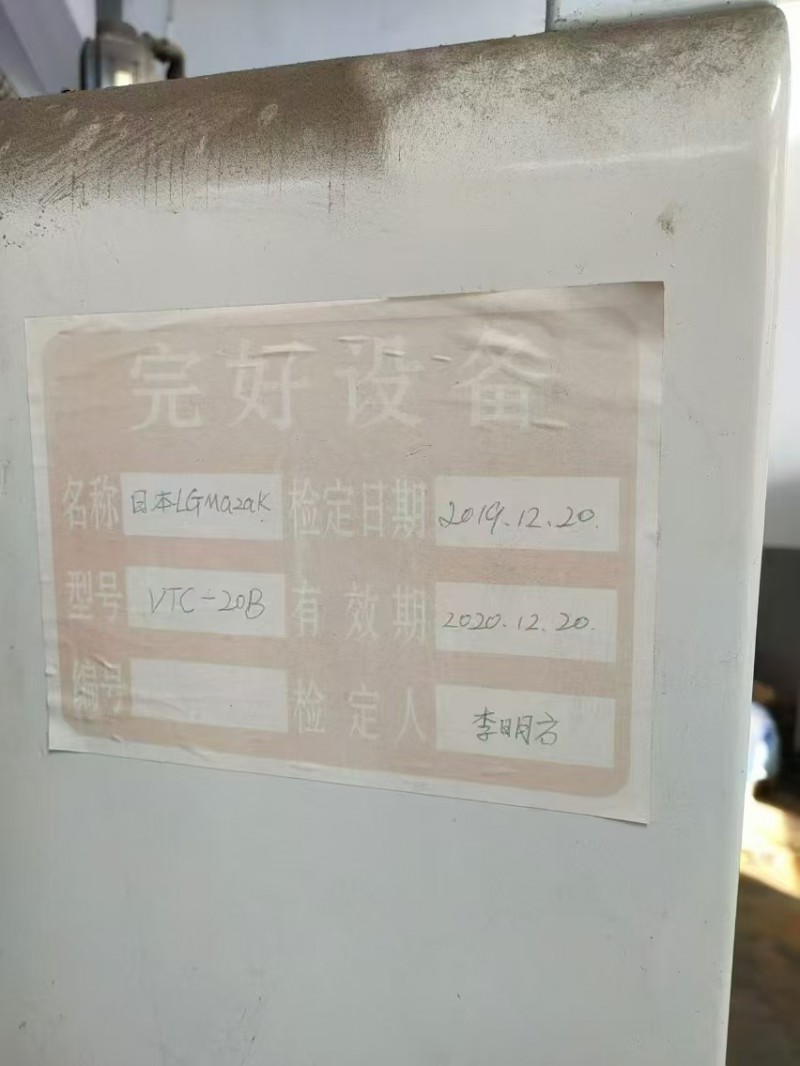 完好设备
名称 日本LGMazaK 检定日期 2019.12.20.
型号 VTC-20B 有效期 2020.12.20.
编号 检定人 李明方